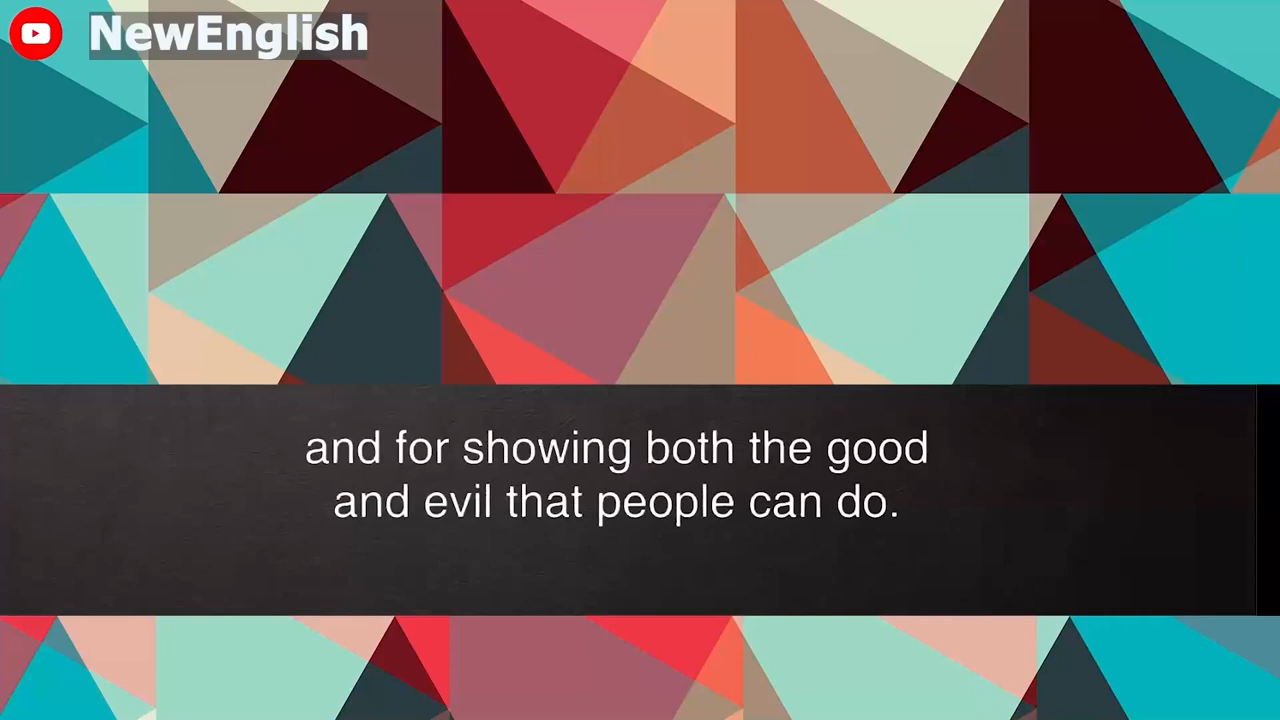 NewEnglish
and for showing both the good
and evil that people can do.